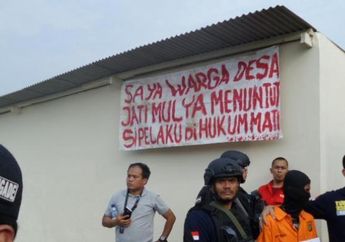 SAYA WARGA DESA
JATI MULYA MENUNTUT
SI PELAKU DI HUKUM MATI